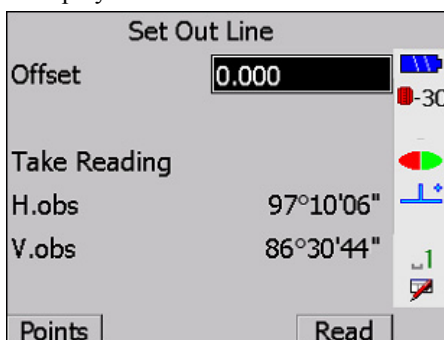 Set Out Line
Offset 0.000
-30
Take Reading
H.obs 97°10'06"
V.obs 86°30'44"
1
Points Read